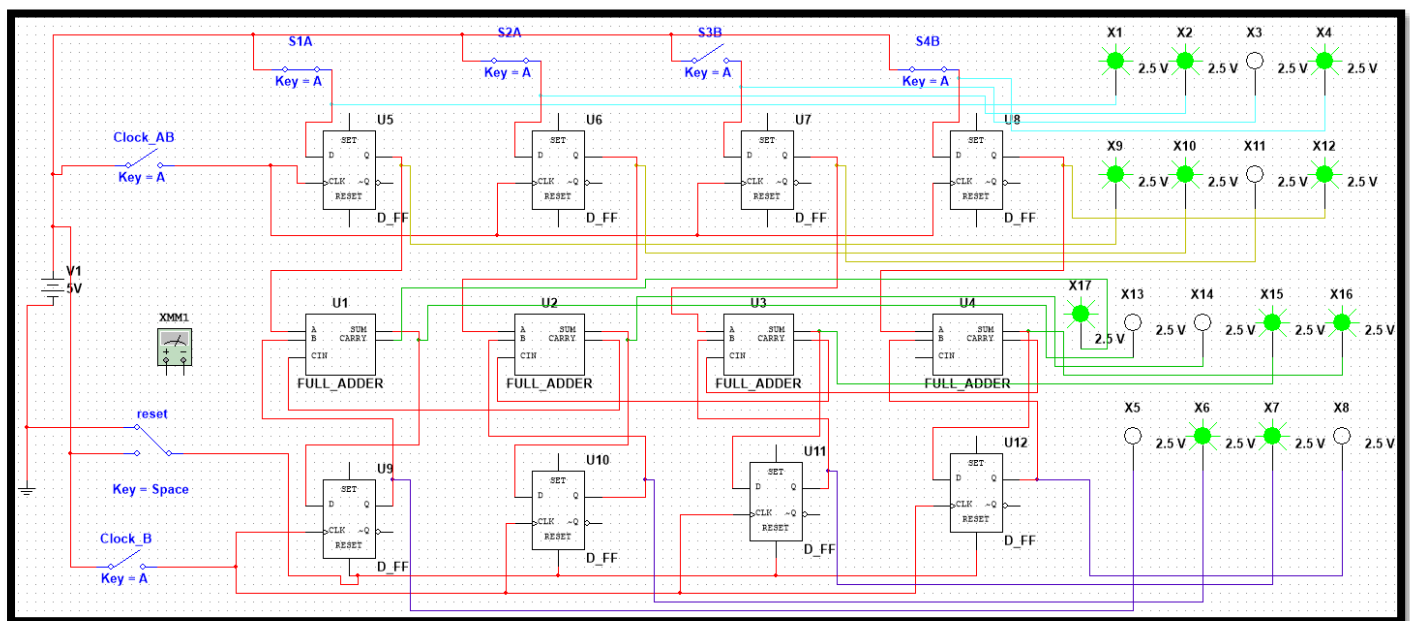 S1A
Key = A
S2A
Key = A
S3B
Key = A
S4B
Key = A
X1
2.5 V
X2
2.5 V
X3
2.5 V
X4
2.5 V
Clock_AB
Key = A
U5
SET
D
Q
CLK
~Q
RESET
D_FF
U6
SET
D
Q
CLK
~Q
RESET
D_FF
U7
SET
D
Q
CLK
~Q
RESET
D_FF
U8
SET
D
Q
CLK
~Q
RESET
D_FF
X9
2.5 V
X10
2.5 V
X11
2.5 V
X12
2.5 V
V1
5V
XMM1
U1
A
B
CIN
SUM
CARRY
FULL_ADDER
U2
A
B
CIN
SUM
CARRY
FULL_ADDER
U3
A
B
CIN
SUM
CARRY
FULL_ADDER
U4
A
B
CIN
SUM
CARRY
FULL_ADDER
X17
2.5 V
X13
2.5 V
X14
2.5 V
X15
2.5 V
X16
2.5 V
reset
Key = Space
X5
2.5 V
X6
2.5 V
X7
2.5 V
X8
2.5 V
Clock_B
Key = A
U9
SET
D
Q
CLK
~Q
RESET
D_FF
U10
SET
D
Q
CLK
~Q
RESET
D_FF
U11
SET
D
Q
CLK
~Q
RESET
D_FF
U12
SET
D
Q
CLK
~Q
RESET
D_FF